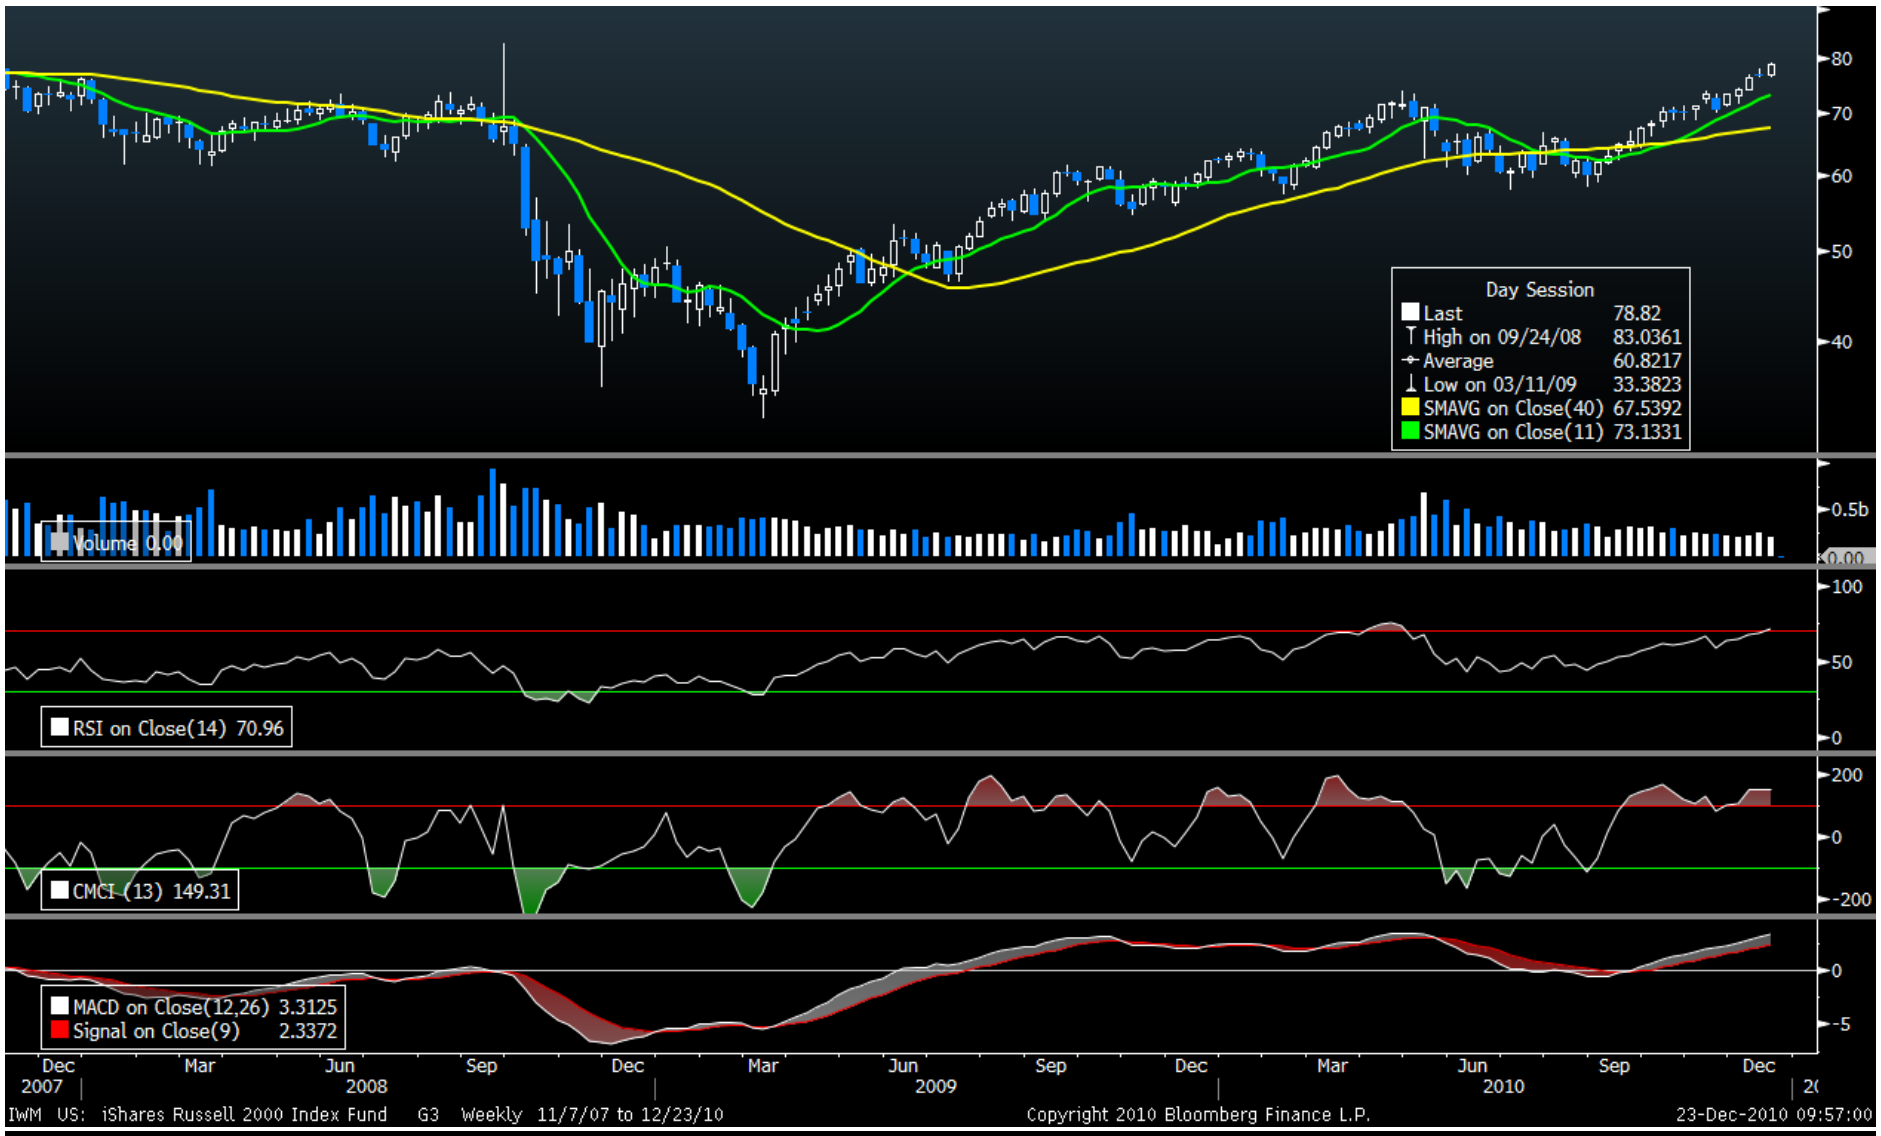 80
70
60
50
40
Day Session
Last 78.82
High on 09/24/08 83.0361
Average 60.8217
Low on 03/11/09 33.3823
SMAVG on Close(40) 67.5392
SMAVG on Close(11) 73.1331
0.5b
Volume 0.00
0.00
100
50
RSI on Close(14) 70.96
0
200
0
CMCI (13) 149.31
-200
0
MACD on Close(12,26) 3.3125
Signal on Close(9) 2.3372
-5
Dec Mar Jun Sep Dec Mar Jun Sep Dec Mar Jun Sep Dec
2007 2008 2009 2010
IWM US: iShares Russell 2000 Index Fund G3 Weekly 11/7/07 to 12/23/10 Copyright 2010 Bloomberg Finance L.P. 23-Dec-2010 09:57:00